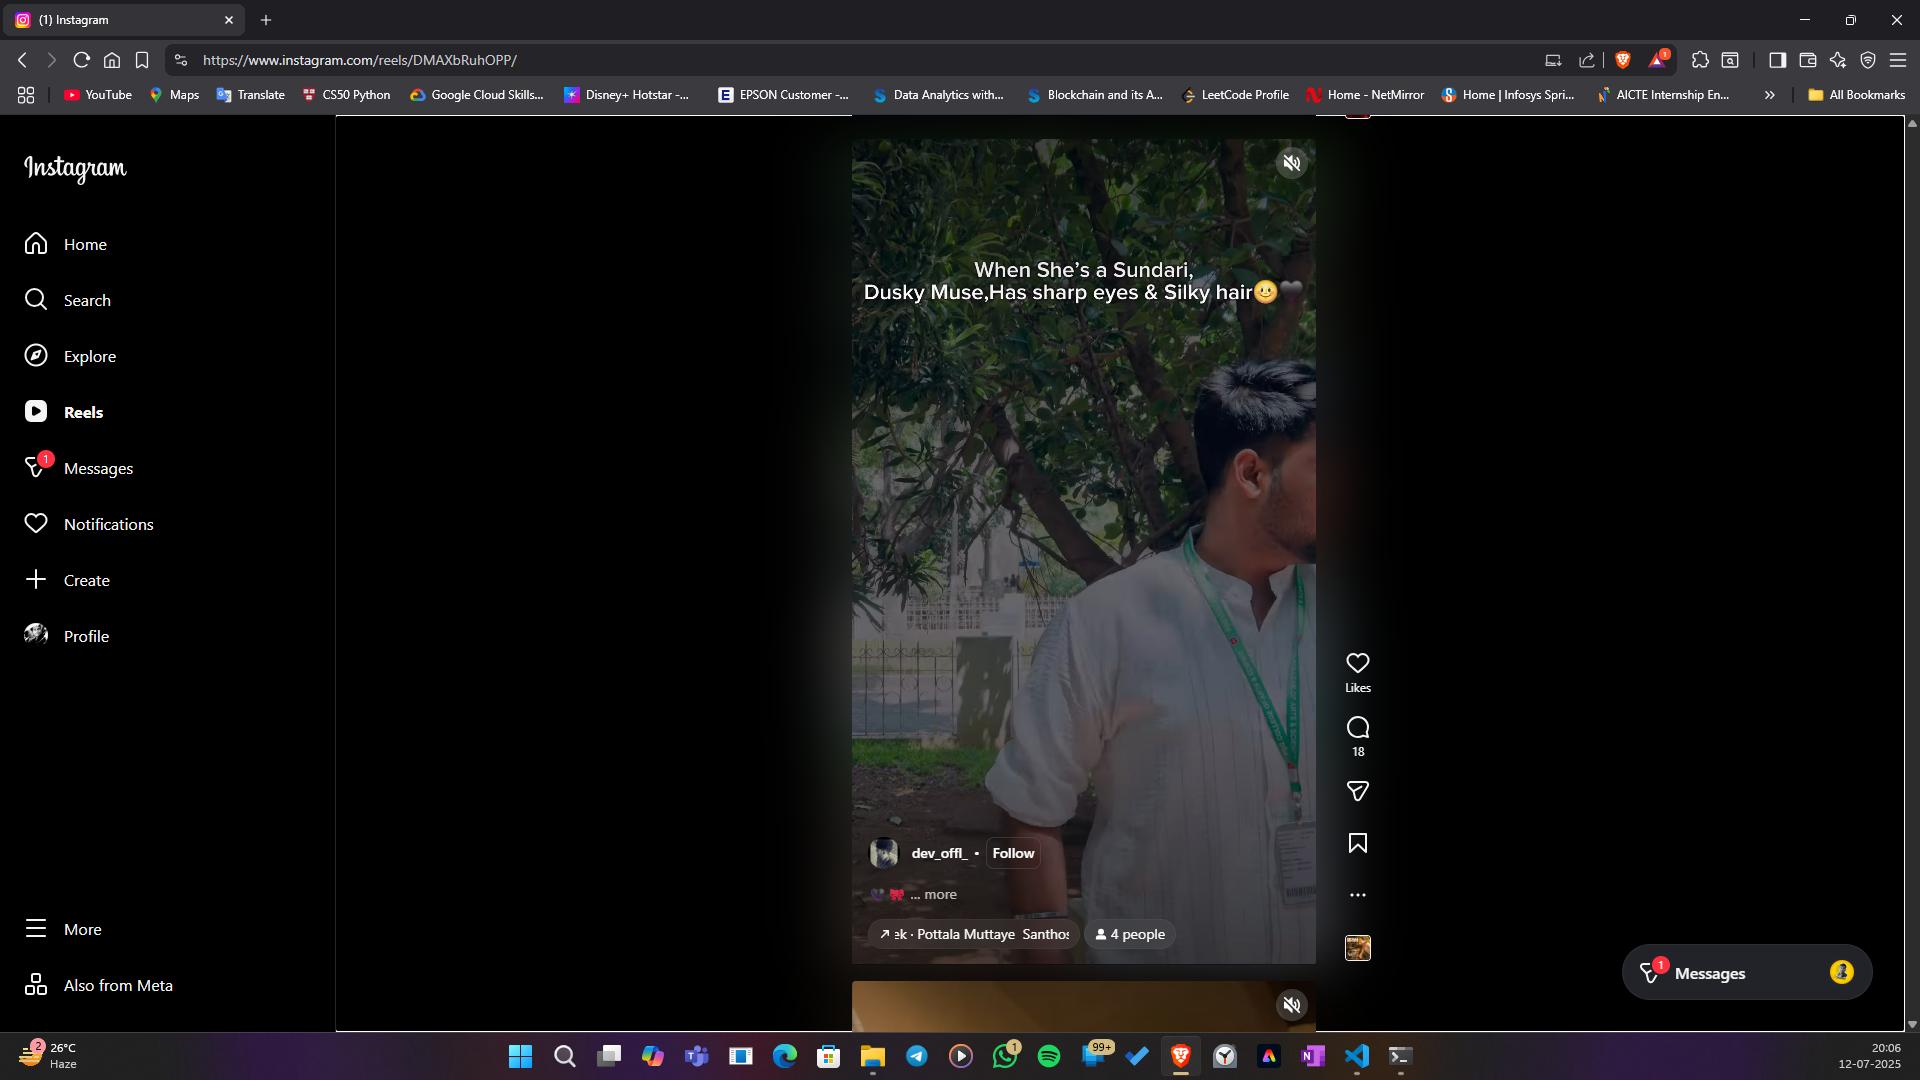 (1) Instagram
https://www.instagram.com/reels/DMAXbRuhOPP/
1
YouTube
Maps
Translate
CS50 Python
Google Cloud Skills...
Disney+ Hotstar -...
EPSON Customer -...
Data Analytics with...
Blockchain and its A...
LeetCode Profile
Home - NetMirror
Home | Infosys Spri...
AICTE Internship En...
All Bookmarks
Instagram
Home
Search
Explore
Reels
1
Messages
Notifications
Create
Profile
More
Also from Meta
When She’s a Sundari,
Dusky Muse,Has sharp eyes & Silky hair🌝🖤
dev_offl_ • Follow
... more
ek · Pottala Muttaye Santhos
4 people
Likes
18
1
Messages
2
26°C
Haze
1
99+
20:06
12-07-2025